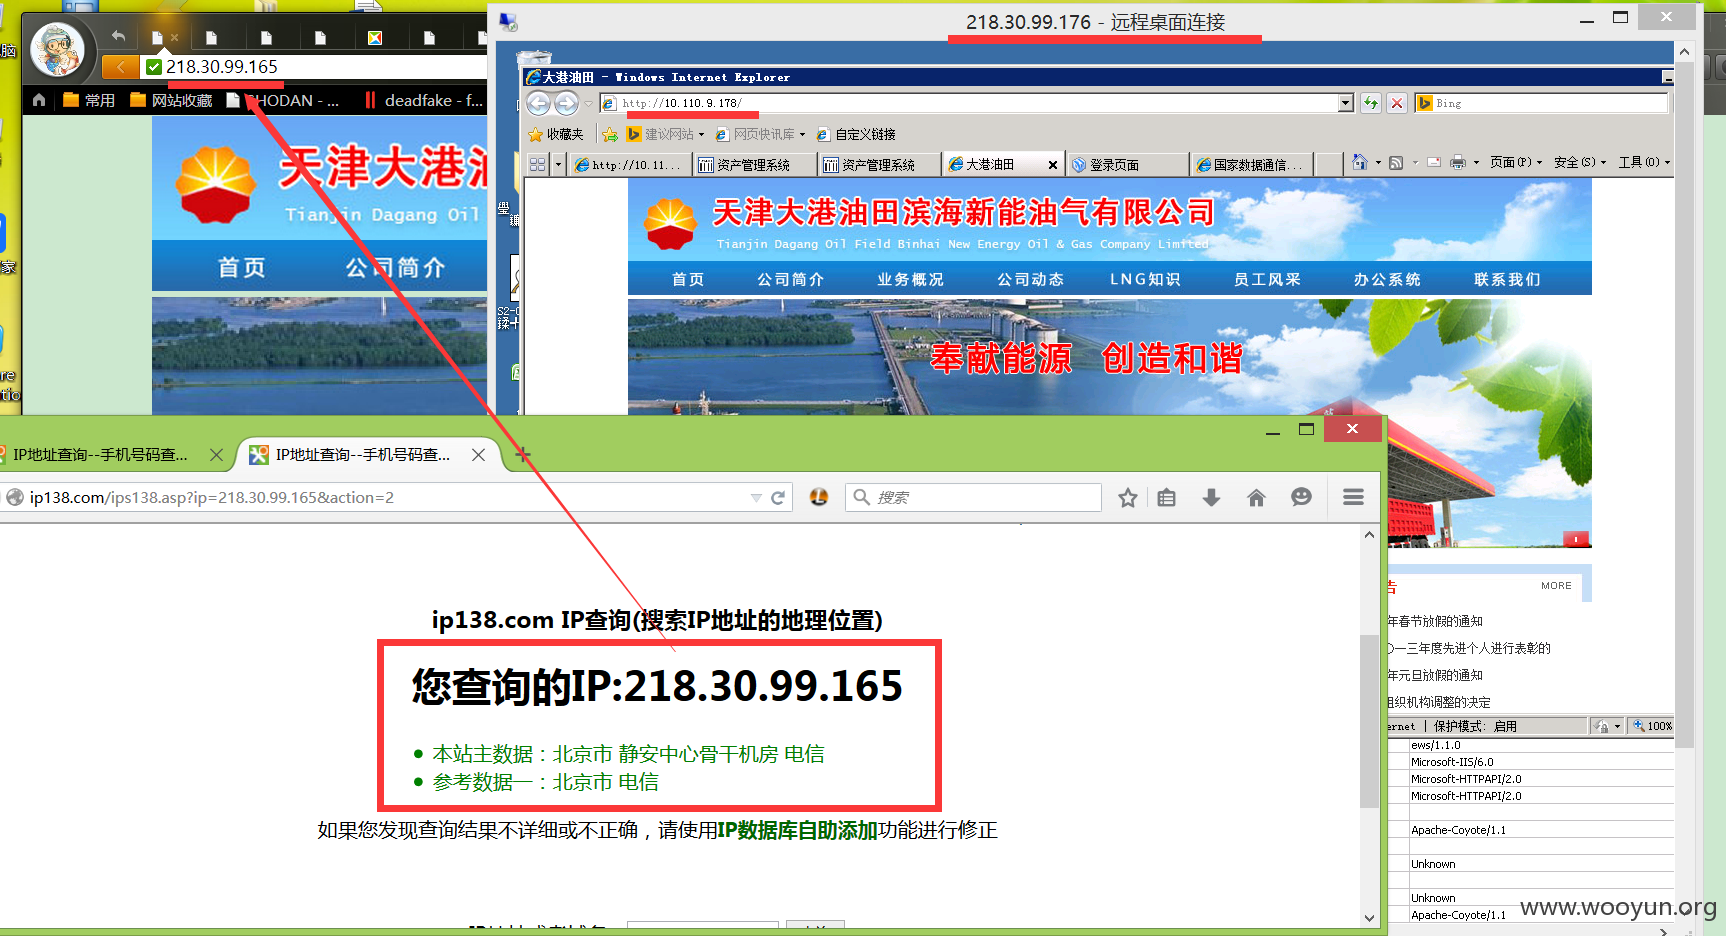 218.30.99.176 - 远程桌面连接
218.30.99.165
常用
网站收藏
HODAN - ...
deadfake - f...
大港油田 - Windows Internet Explorer
http://10.110.9.178/
Bing
收藏夹
建议网站
网页快讯库
自定义链接
http://10.11...
资产管理系统
资产管理系统
大港油田
登录页面
国家数据通信...
页面(P)
安全(S)
工具(O)
天津大港油
Tianjin Dagang Oil
首页
公司简介
天津大港油田滨海新能油气有限公司
Tianjin Dagang Oil Field Binhai New Energy Oil & Gas Company Limited
首页
公司简介
业务概况
公司动态
LNG知识
员工风采
办公系统
联系我们
奉献能源 创造和谐
IP地址查询--手机号码查...
IP地址查询--手机号码查...
ip138.com/ips138.asp?ip=218.30.99.165&action=2
搜索
ip138.com IP查询(搜索IP地址的地理位置)
您查询的IP:218.30.99.165
本站主数据：北京市 静安中心骨干机房 电信
参考数据一：北京市 电信
如果您发现查询结果不详细或不正确，请使用IP数据库自助添加功能进行修正
告
MORE
年春节放假的通知
一三年度先进个人进行表彰的
年元旦放假的通知
组织机构调整的决定
ernet | 保护模式: 启用
100%
ews/1.1.0
Microsoft-IIS/6.0
Microsoft-HTTPAPI/2.0
Microsoft-HTTPAPI/2.0
Apache-Coyote/1.1
Unknown
Unknown
Apache-Coyote/1.1
www.wooyun.org